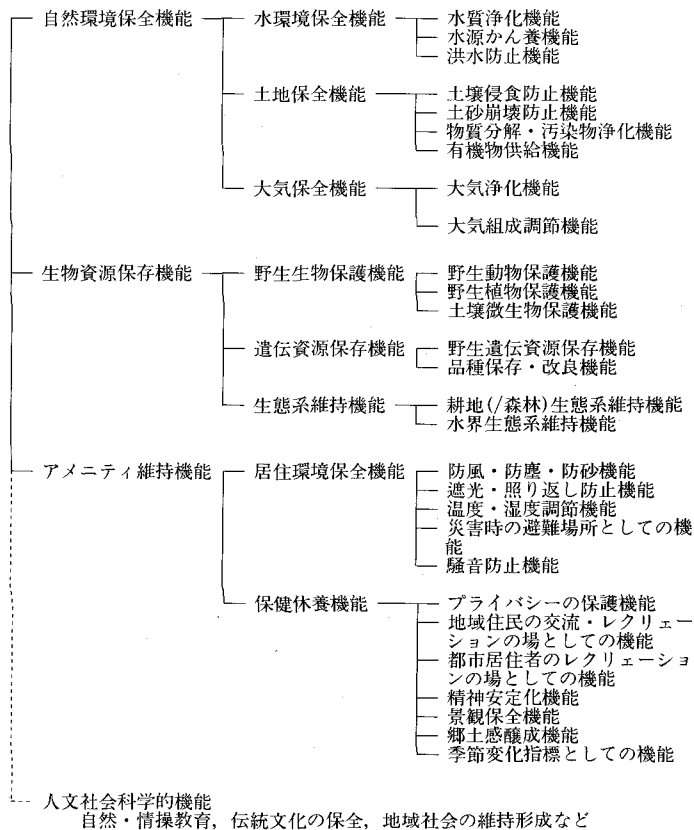 自然環境保全機能
水環境保全機能
水質浄化機能
水源かん養機能
洪水防止機能
土地保全機能
土壌侵食防止機能
土砂崩壊防止機能
物質分解・汚染物浄化機能
有機物供給機能
大気保全機能
大気浄化機能
大気組成調節機能
生物資源保存機能
野生生物保護機能
野生動物保護機能
野生植物保護機能
土壌微生物保護機能
遺伝資源保存機能
野生遺伝資源保存機能
品種保存・改良機能
生態系維持機能
耕地(/森林)生態系維持機能
水界生態系維持機能
アメニティ維持機能
居住環境保全機能
防風・防塵・防砂機能
遮光・照り返し防止機能
温度・湿度調節機能
災害時の避難場所としての機
能
騒音防止機能
保健休養機能
プライバシーの保護機能
地域住民の交流・レクリェー
ションの場としての機能
都市居住者のレクリェーショ
ンの場としての機能
精神安定化機能
景観保全機能
郷土感醸成機能
季節変化指標としての機能
人文社会科学的機能
自然・情操教育，伝統文化の保全，地域社会の維持形成など